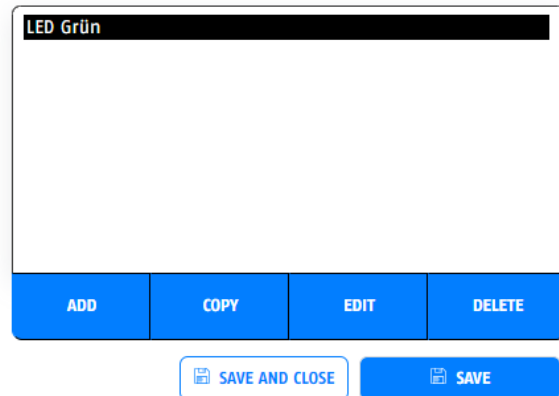 LED Grün
ADD COPY EDIT DELETE
SAVE AND CLOSE SAVE